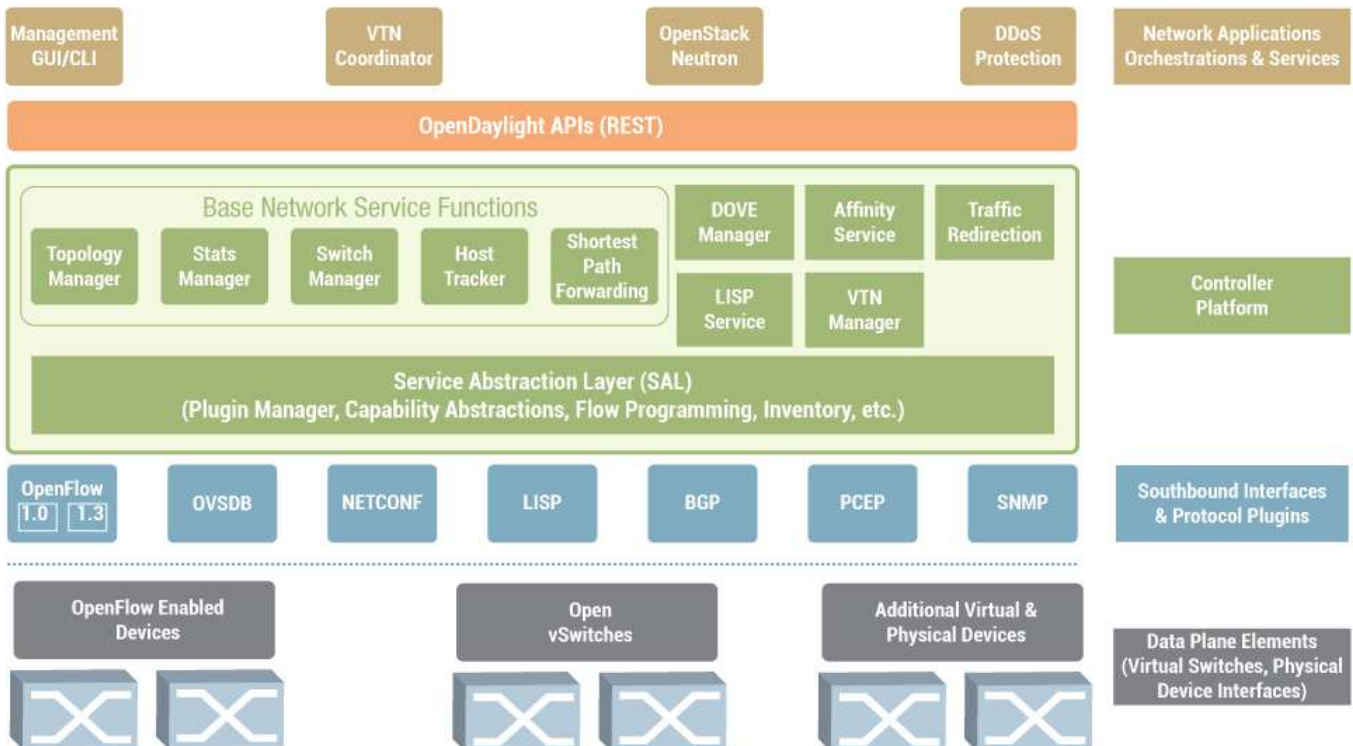 Management
GUI/CLI
VTN
Coordinator
OpenStack
Neutron
DDoS
Protection
Network Applications
Orchestrations & Services
OpenDaylight APIs (REST)
Base Network Service Functions
Topology
Manager
Stats
Manager
Switch
Manager
Host
Tracker
Shortest
Path
Forwarding
DOVE
Manager
Affinity
Service
Traffic
Redirection
LISP
Service
VTN
Manager
Controller
Platform
Service Abstraction Layer (SAL)
(Plugin Manager, Capability Abstractions, Flow Programming, Inventory, etc.)
OpenFlow
1.0 1.3
OVSDB
NETCONF
LISP
BGP
PCEP
SNMP
Southbound Interfaces
& Protocol Plugins
OpenFlow Enabled
Devices
Open
vSwitches
Additional Virtual &
Physical Devices
Data Plane Elements
(Virtual Switches, Physical
Device Interfaces)